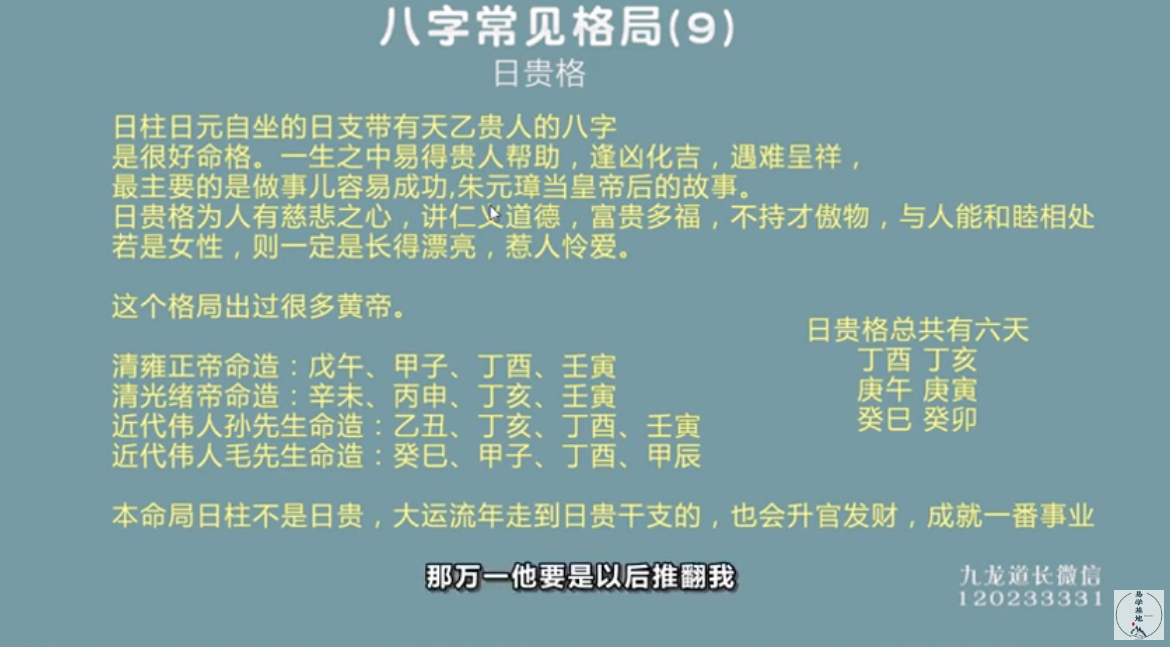 八字常见格局(9)
日贵格
日柱日元自坐的日支带有天乙贵人的八字
是很好命格。一生之中易得贵人帮助，逢凶化吉，遇难呈祥，
最主要的是做事儿容易成功,朱元璋当皇帝后的故事。
日贵格为人有慈悲之心，讲仁义道德，富贵多福，不持才傲物，与人能和睦相处
若是女性，则一定是长得漂亮，惹人怜爱。
这个格局出过很多黄帝。
日贵格总共有六天
丁酉 丁亥
庚午 庚寅
癸巳 癸卯
清雍正帝命造：戊午、甲子、丁酉、壬寅
清光绪帝命造：辛未、丙申、丁亥、壬寅
近代伟人孙先生命造：乙丑、丁亥、丁酉、壬寅
近代伟人毛先生命造：癸巳、甲子、丁酉、甲辰
本命局日柱不是日贵，大运流年走到日贵干支的，也会升官发财，成就一番事业
那万一他要是以后推翻我
九龙道长微信
120233331
易学基地